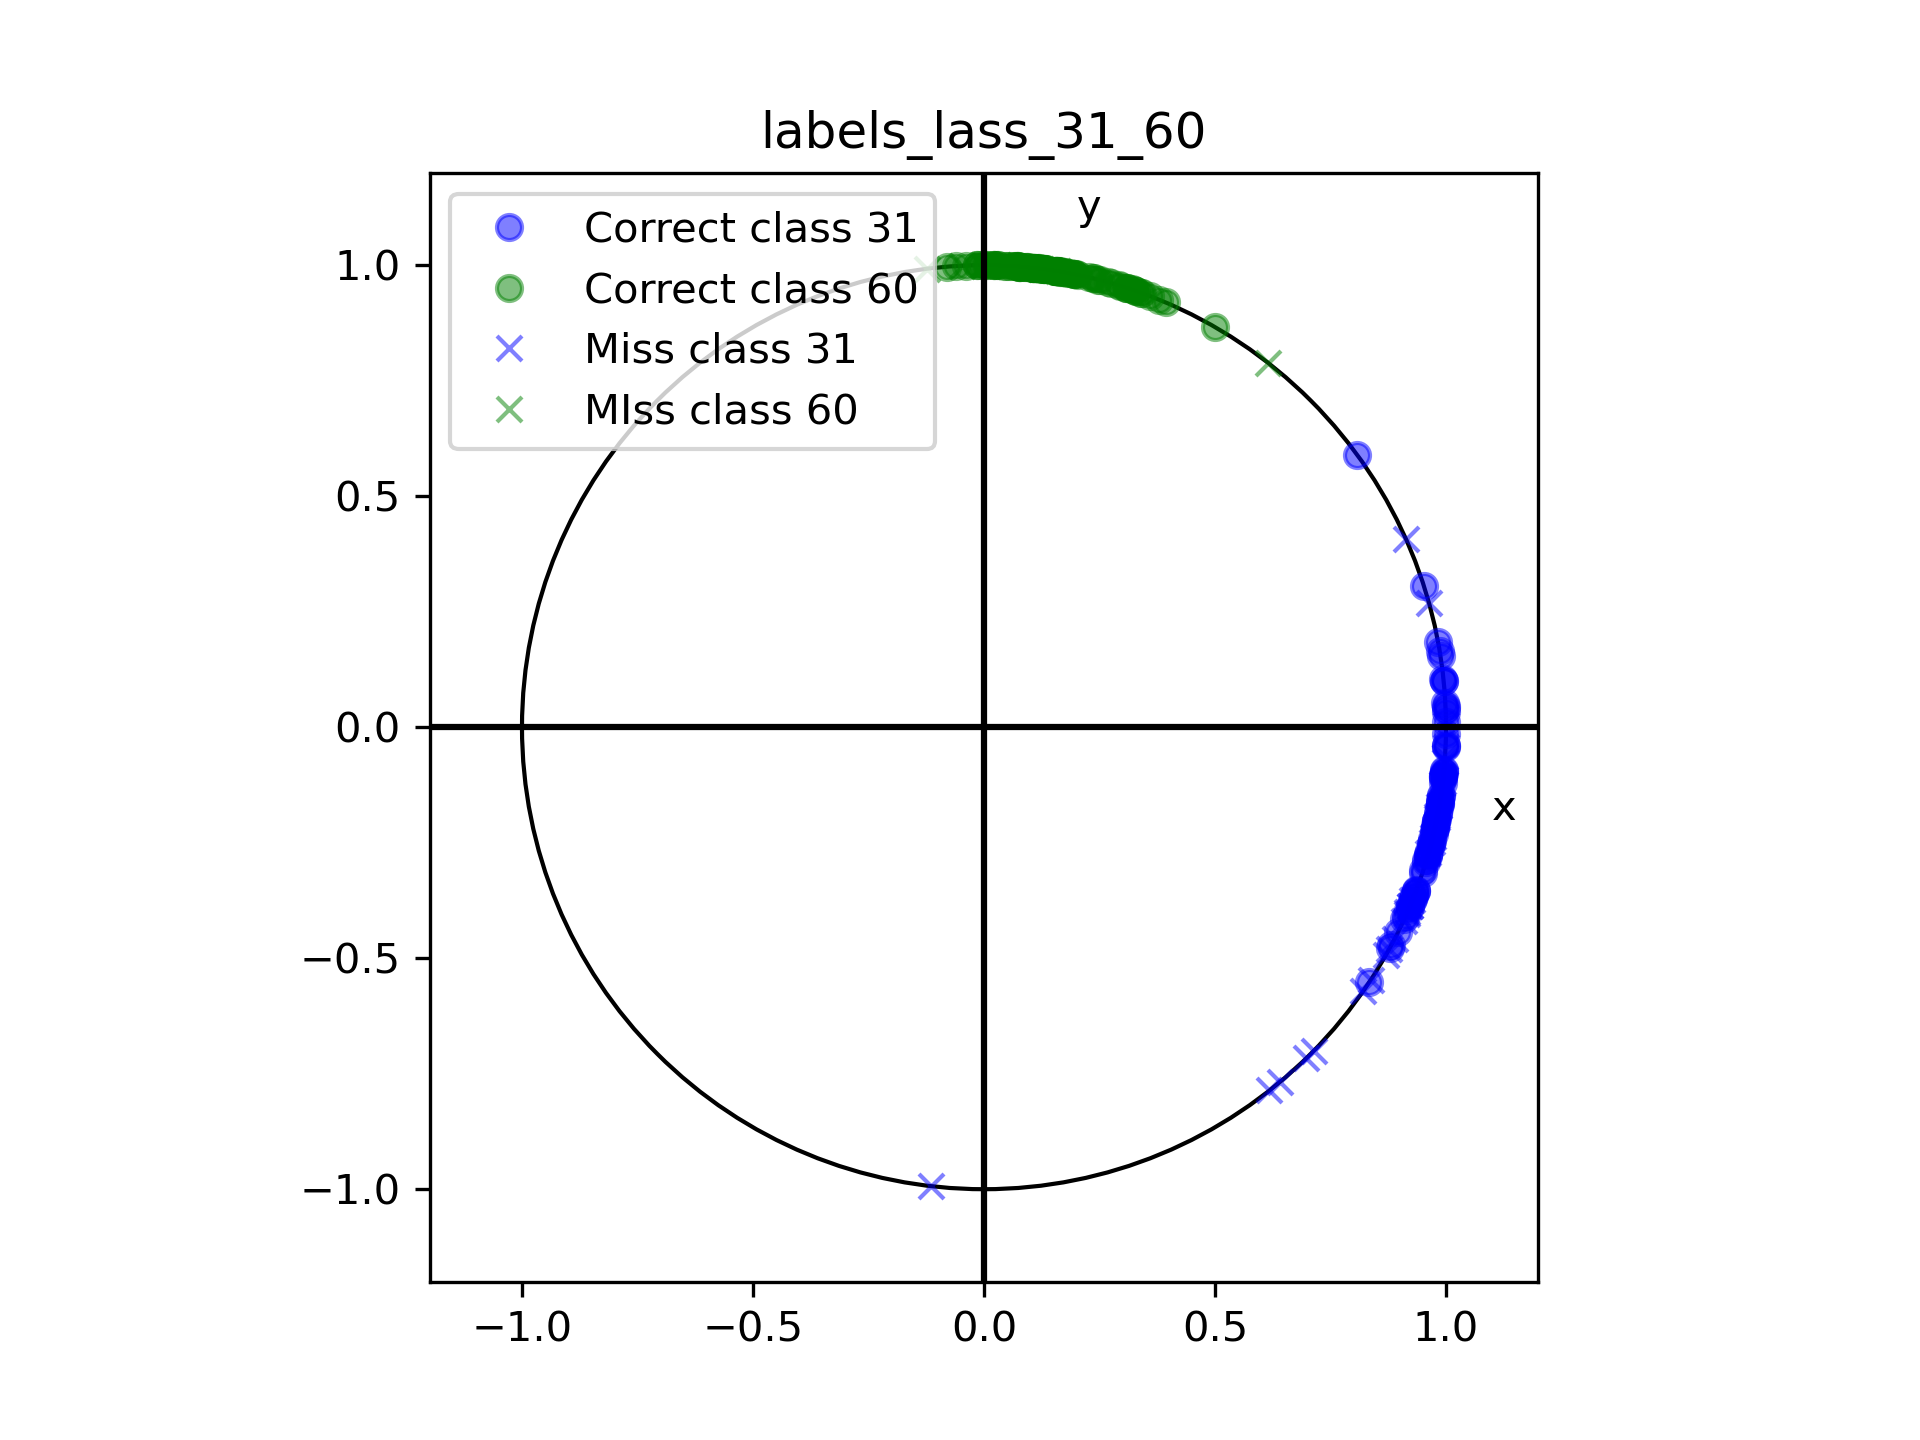 labels_lass_31_60
y
Correct class 31
Correct class 60
Miss class 31
MIss class 60
1.0
0.5
0.0
−0.5
−1.0
x
−1.0 −0.5 0.0 0.5 1.0